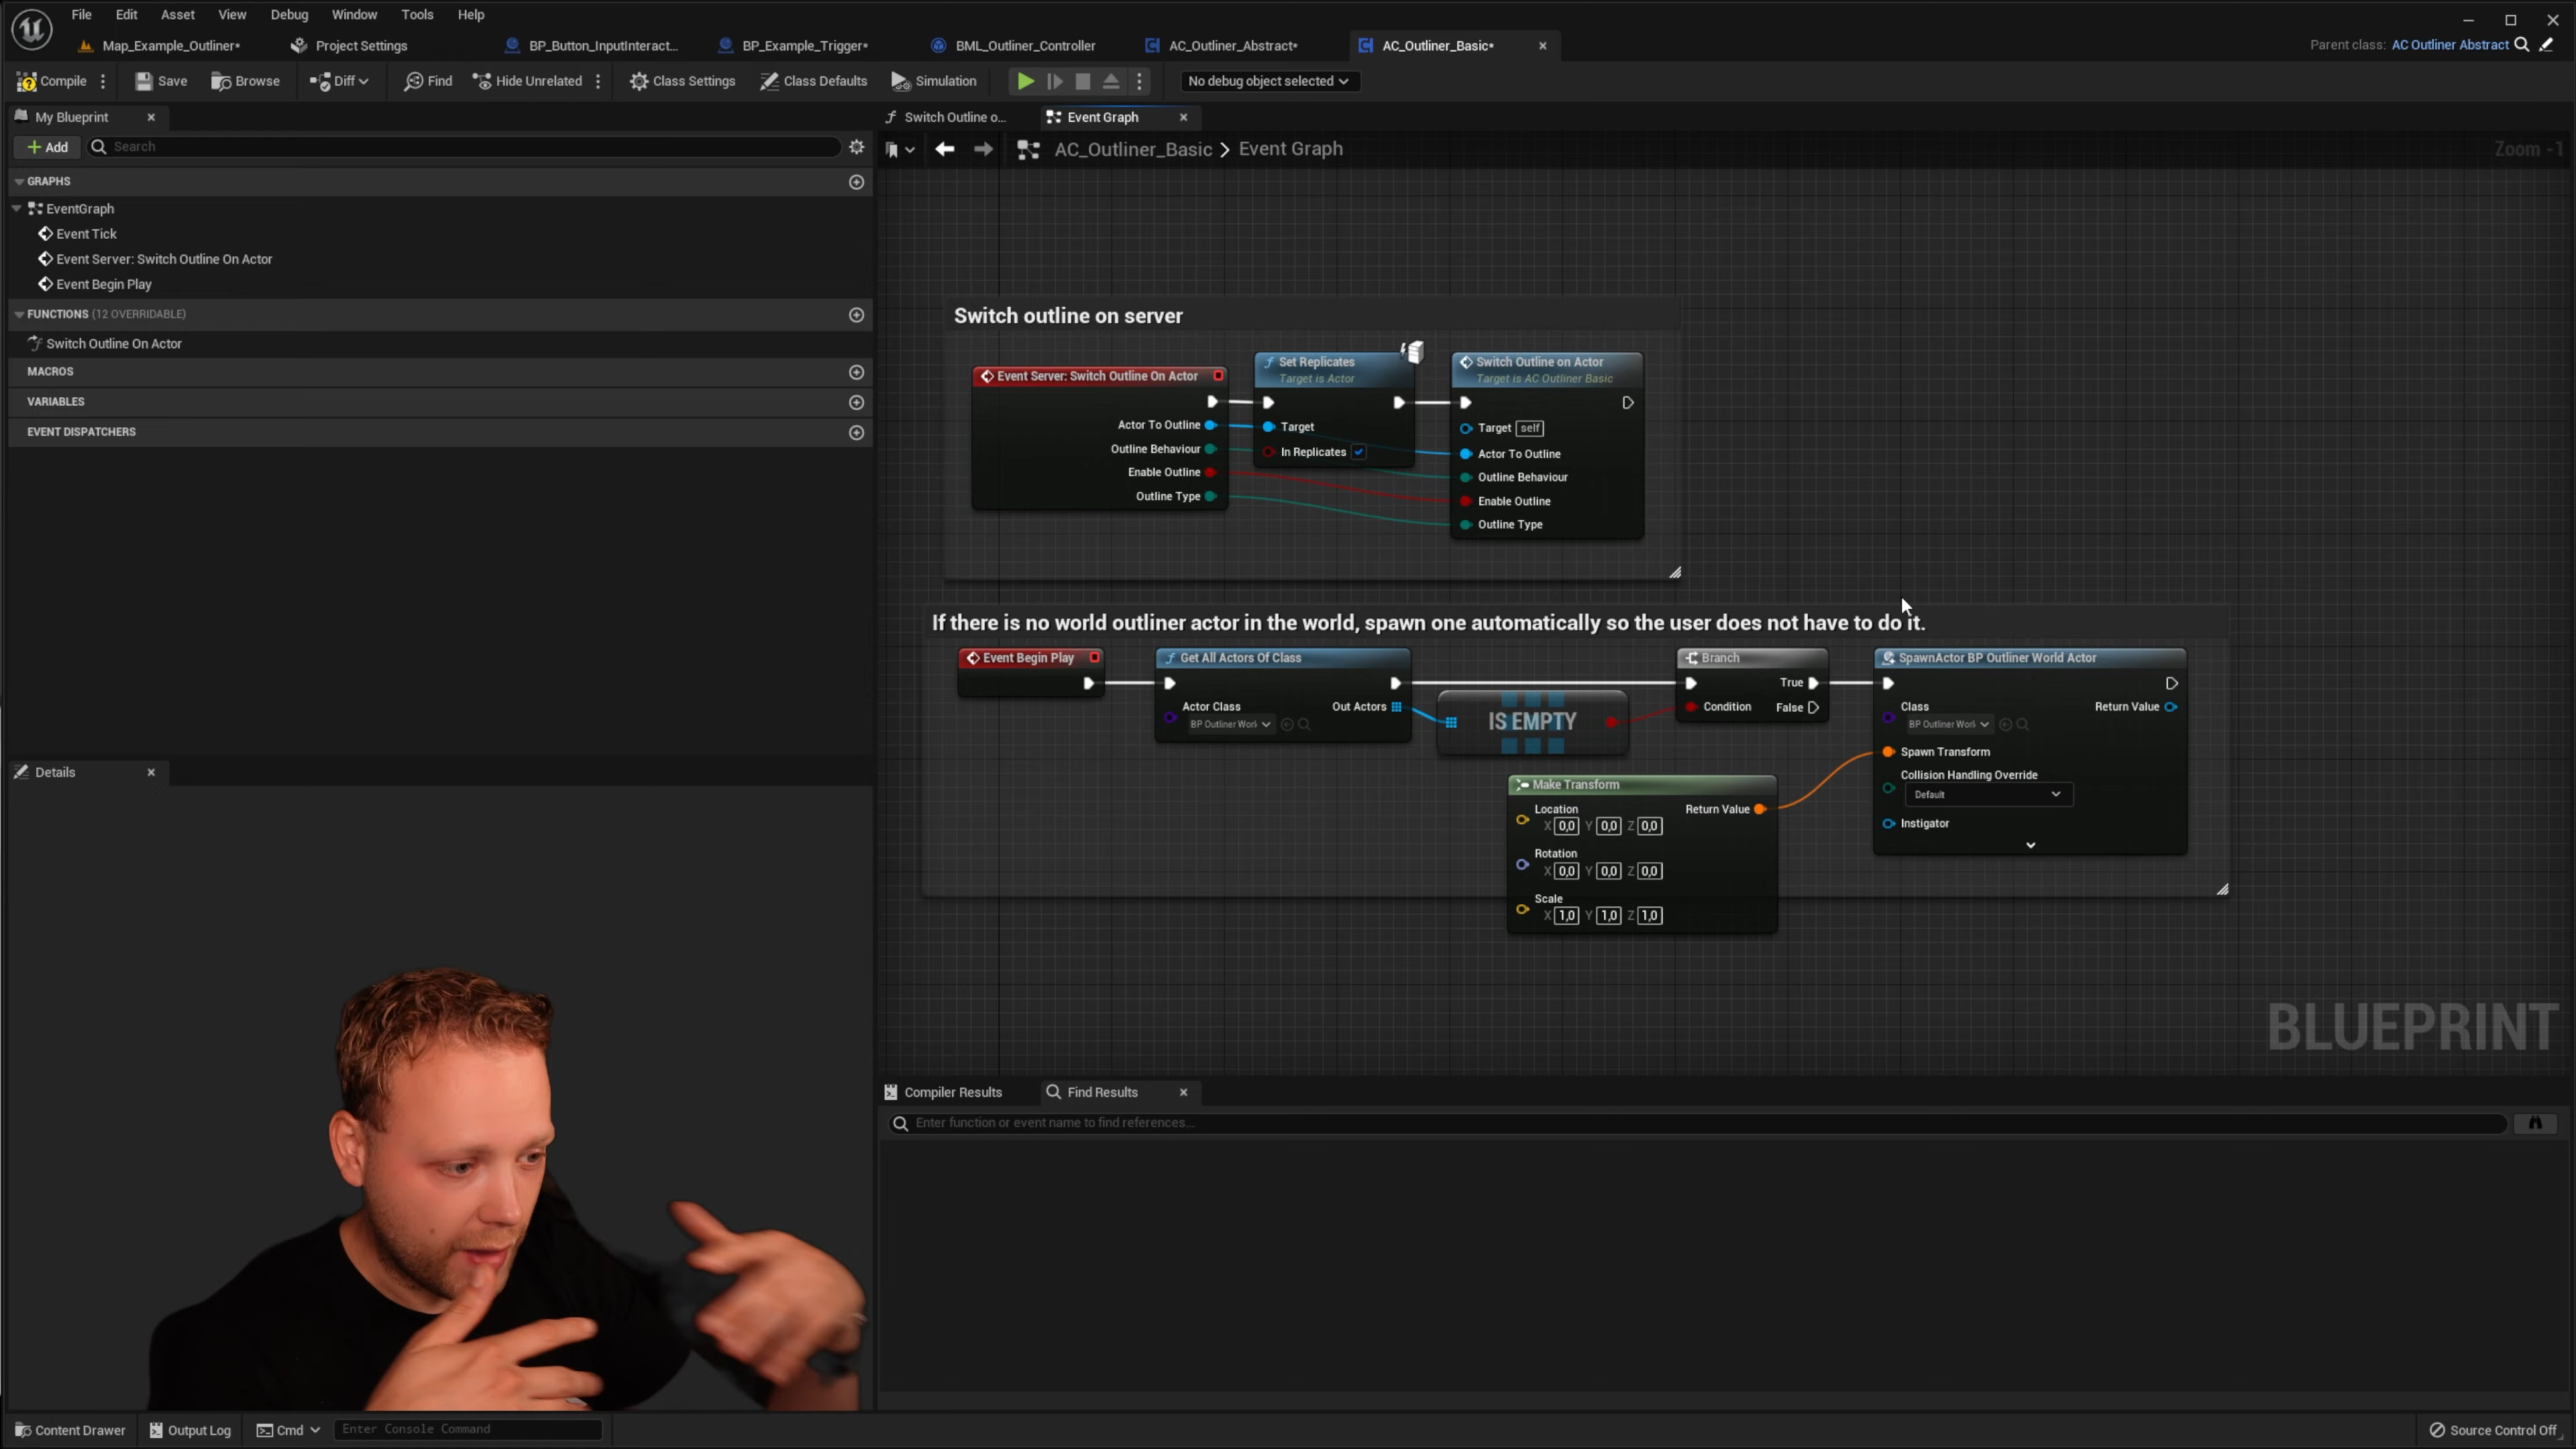 File Edit Asset View Debug Window Tools Help
Map_Example_Outliner* Project Settings BP_Button_InputInteract... BP_Example_Trigger* BML_Outliner_Controller AC_Outliner_Abstract* AC_Outliner_Basic*
Parent class: AC Outliner Abstract
Compile Save Browse Diff Find Hide Unrelated Class Settings Class Defaults Simulation No debug object selected
My Blueprint
Switch Outline o... Event Graph
+ Add Search
AC_Outliner_Basic > Event Graph
Zoom -1
GRAPHS
EventGraph
Event Tick
Event Server: Switch Outline On Actor
Event Begin Play
FUNCTIONS (12 OVERRIDABLE)
Switch Outline On Actor
MACROS
VARIABLES
EVENT DISPATCHERS
Details
Switch outline on server
Event Server: Switch Outline On Actor
Actor To Outline
Outline Behaviour
Enable Outline
Outline Type
Set Replicates
Target is Actor
Target
In Replicates
Switch Outline on Actor
Target is AC Outliner Basic
Target self
Actor To Outline
Outline Behaviour
Enable Outline
Outline Type
If there is no world outliner actor in the world, spawn one automatically so the user does not have to do it.
Event Begin Play
Get All Actors Of Class
Actor Class
BP Outliner Worl
Out Actors
IS EMPTY
Branch
True
Condition False
SpawnActor BP Outliner World Actor
Class Return Value
BP Outliner Worl
Spawn Transform
Collision Handling Override
Default
Instigator
Make Transform
Location Return Value
X 0,0 Y 0,0 Z 0,0
Rotation
X 0,0 Y 0,0 Z 0,0
Scale
X 1,0 Y 1,0 Z 1,0
BLUEPRINT
Compiler Results Find Results
Enter function or event name to find references...
Content Drawer Output Log Cmd Enter Console Command
Source Control Off